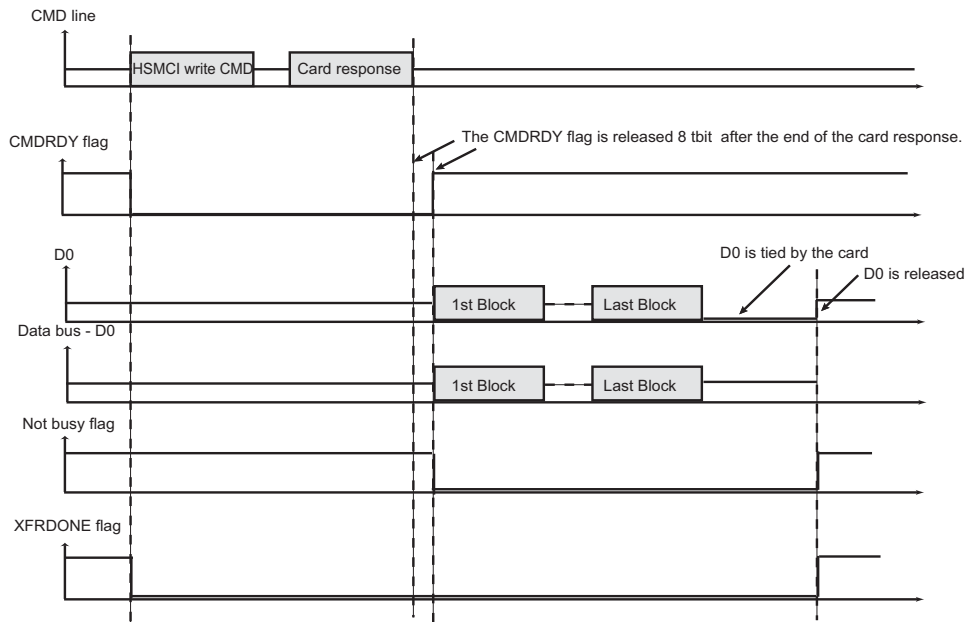 CMD line
HSMCI write CMD
Card response
CMDRDY flag
The CMDRDY flag is released 8 tbit after the end of the card response.
D0
D0 is tied by the card
D0 is released
1st Block
Last Block
Data bus - D0
1st Block
Last Block
Not busy flag
XFRDONE flag